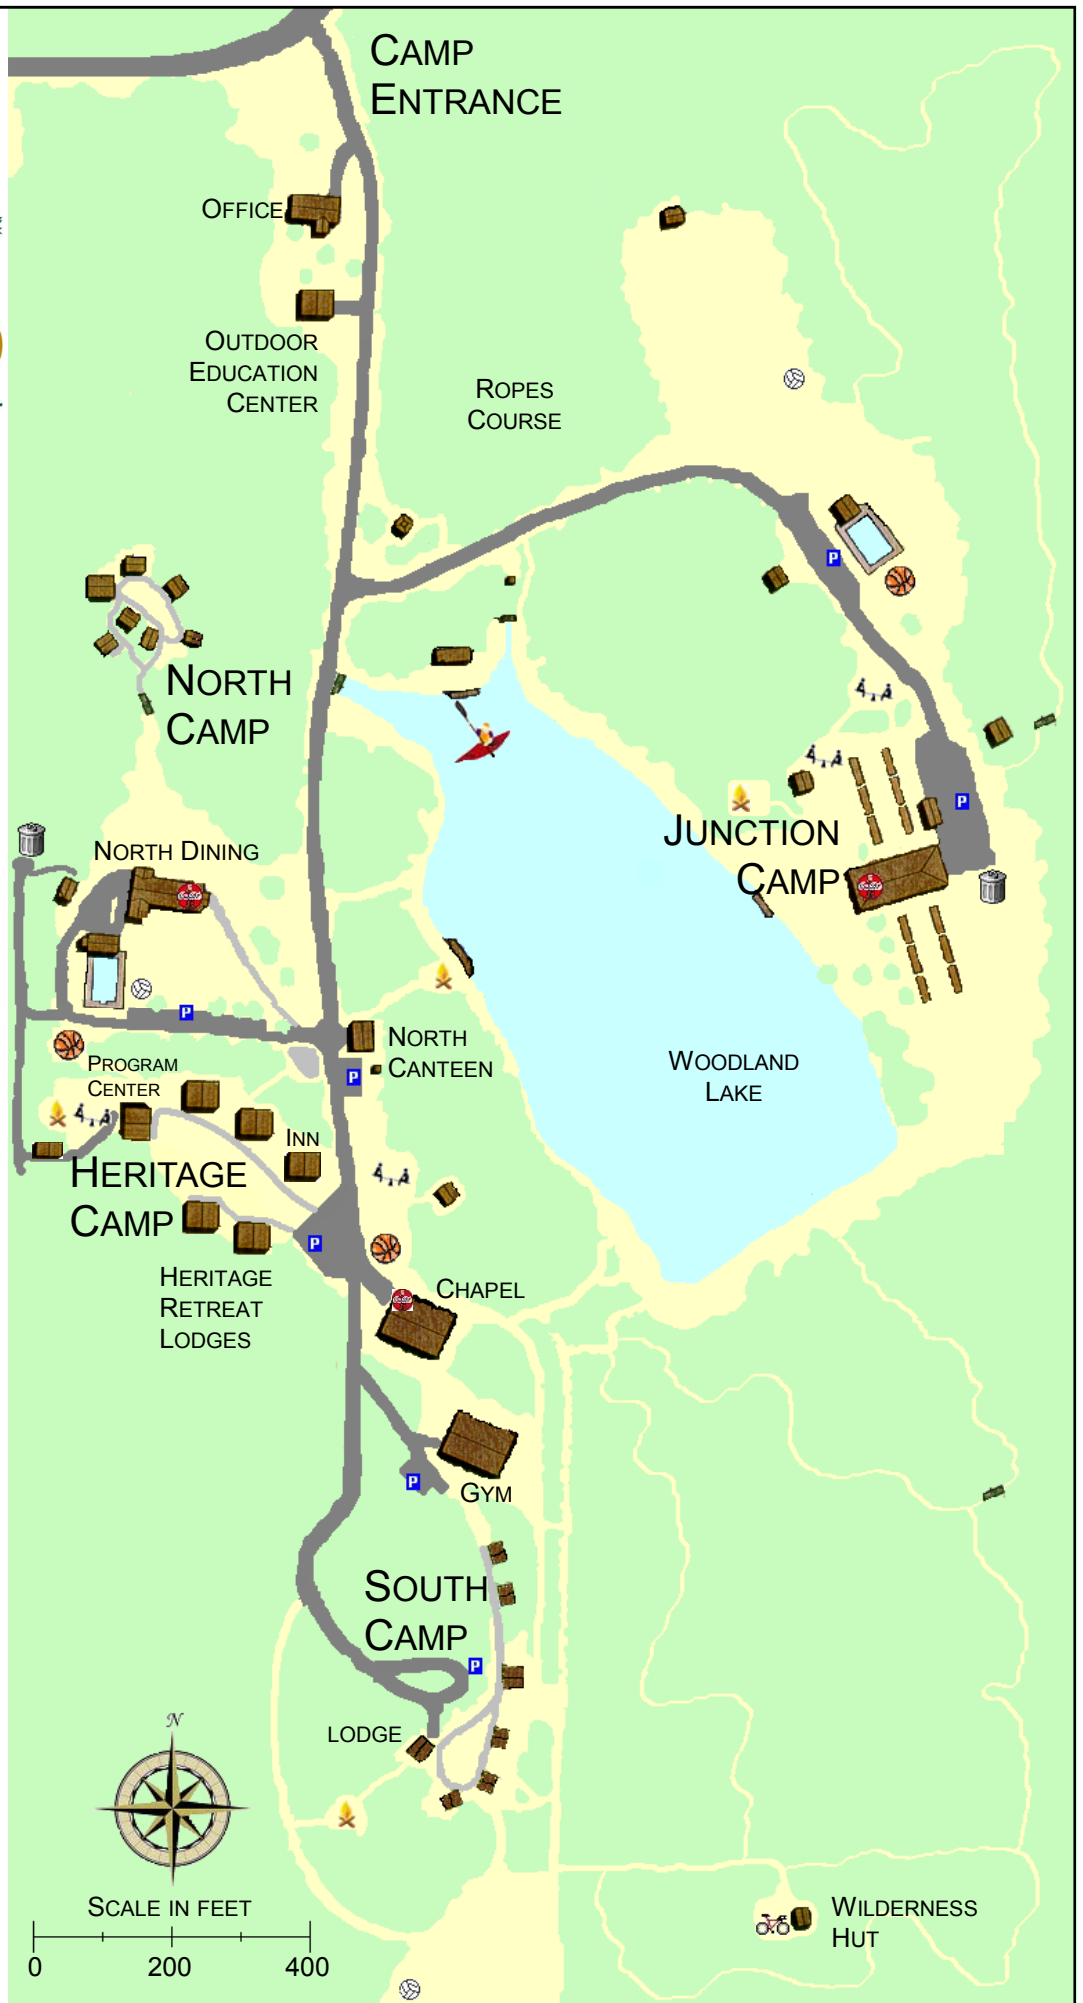 CAMP
ENTRANCE
OFFICE
OUTDOOR
EDUCATION
CENTER
ROPES
COURSE
P
NORTH
CAMP
P
JUNCTION
CAMP
NORTH DINING
P
NORTH
CANTEEN
P
WOODLAND
LAKE
PROGRAM
CENTER
INN
HERITAGE
CAMP
P
HERITAGE
RETREAT
LODGES
CHAPEL
P
GYM
SOUTH
CAMP
P
LODGE
N
SCALE IN FEET
0 200 400
WILDERNESS
HUT